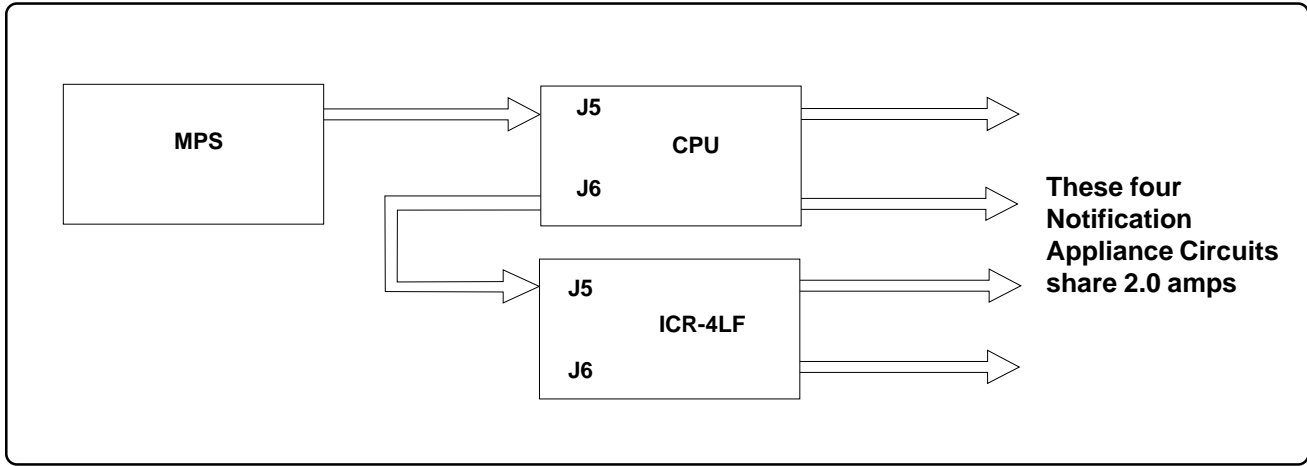 MPS
J5
CPU
J6
These four
Notification
Appliance Circuits
share 2.0 amps
J5
ICR-4LF
J6